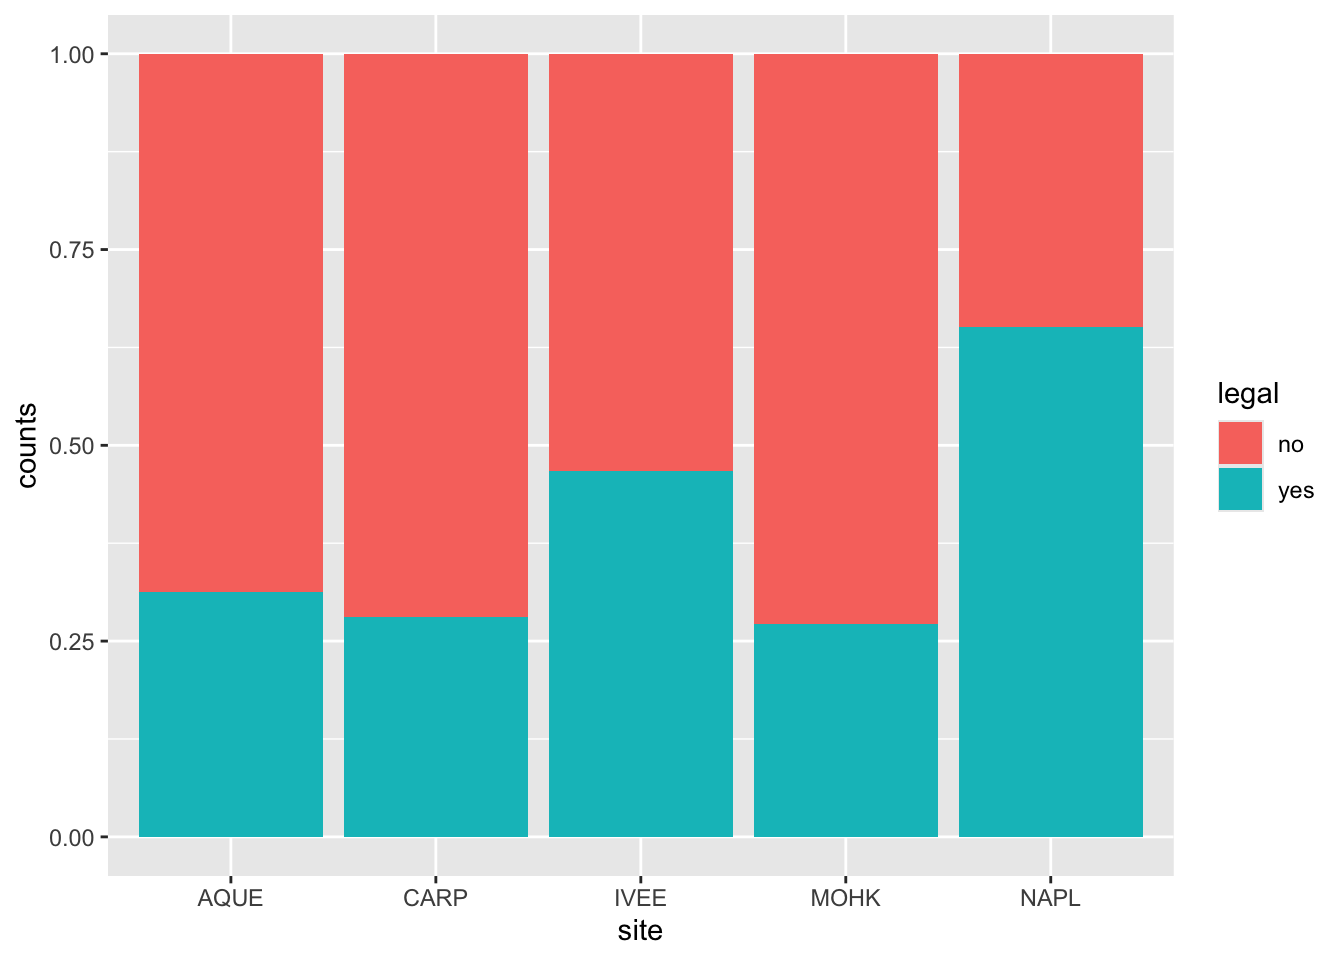 1.00
0.75
0.50
0.25
0.00
counts
AQUE CARP IVEE MOHK NAPL
site
legal
no
yes